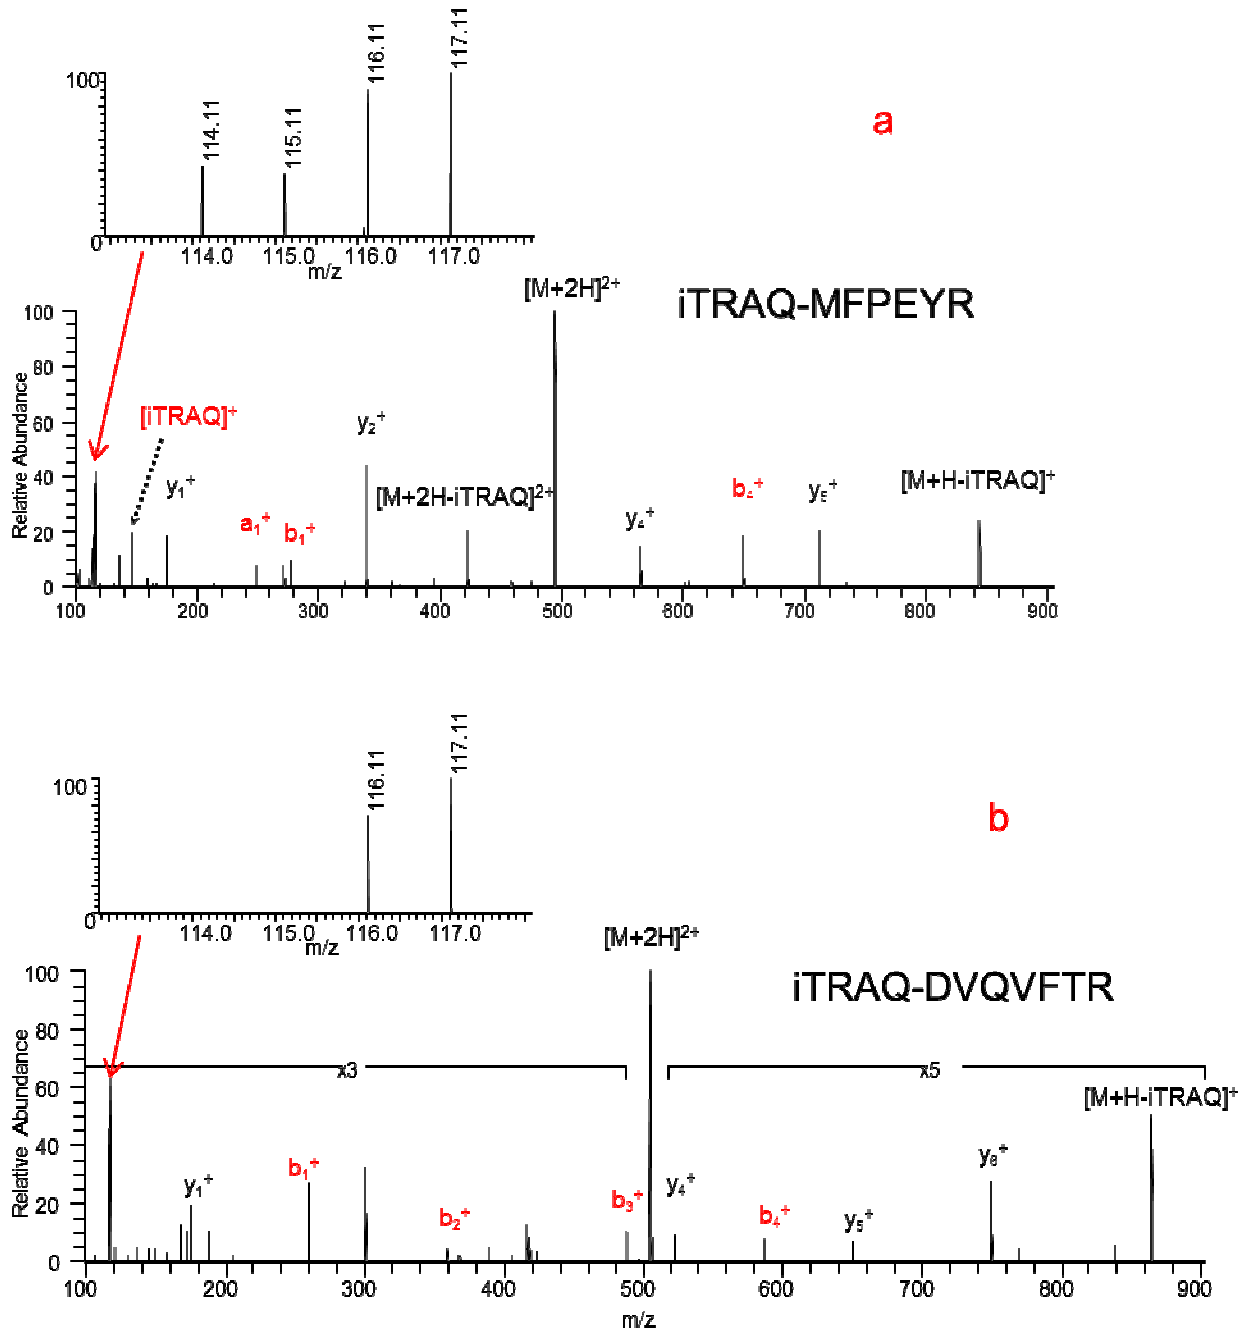 117.11
116.11
114.11
115.11
100
0
114.0 115.0 116.0 117.0
m/z
a
[M+2H]²⁺
iTRAQ-MFPEYR
100
80
60
40
20
0
Relative Abundance
[iTRAQ]⁺
y₁⁺
a₁⁺
b₁⁺
y₂⁺
[M+2H-iTRAQ]²⁺
y₄⁺
b₄⁺
y₅⁺
[M+H-iTRAQ]⁺
100 200 300 400 500 600 700 800 900
117.11
116.11
100
0
114.0 115.0 116.0 117.0
m/z
b
[M+2H]²⁺
iTRAQ-DVQVFTR
100
80
60
40
20
0
Relative Abundance
x3
x5
[M+H-iTRAQ]⁺
y₁⁺
b₁⁺
b₂⁺
b₃⁺
y₄⁺
b₄⁺
y₅⁺
y₆⁺
100 200 300 400 500 600 700 800 900
m/z